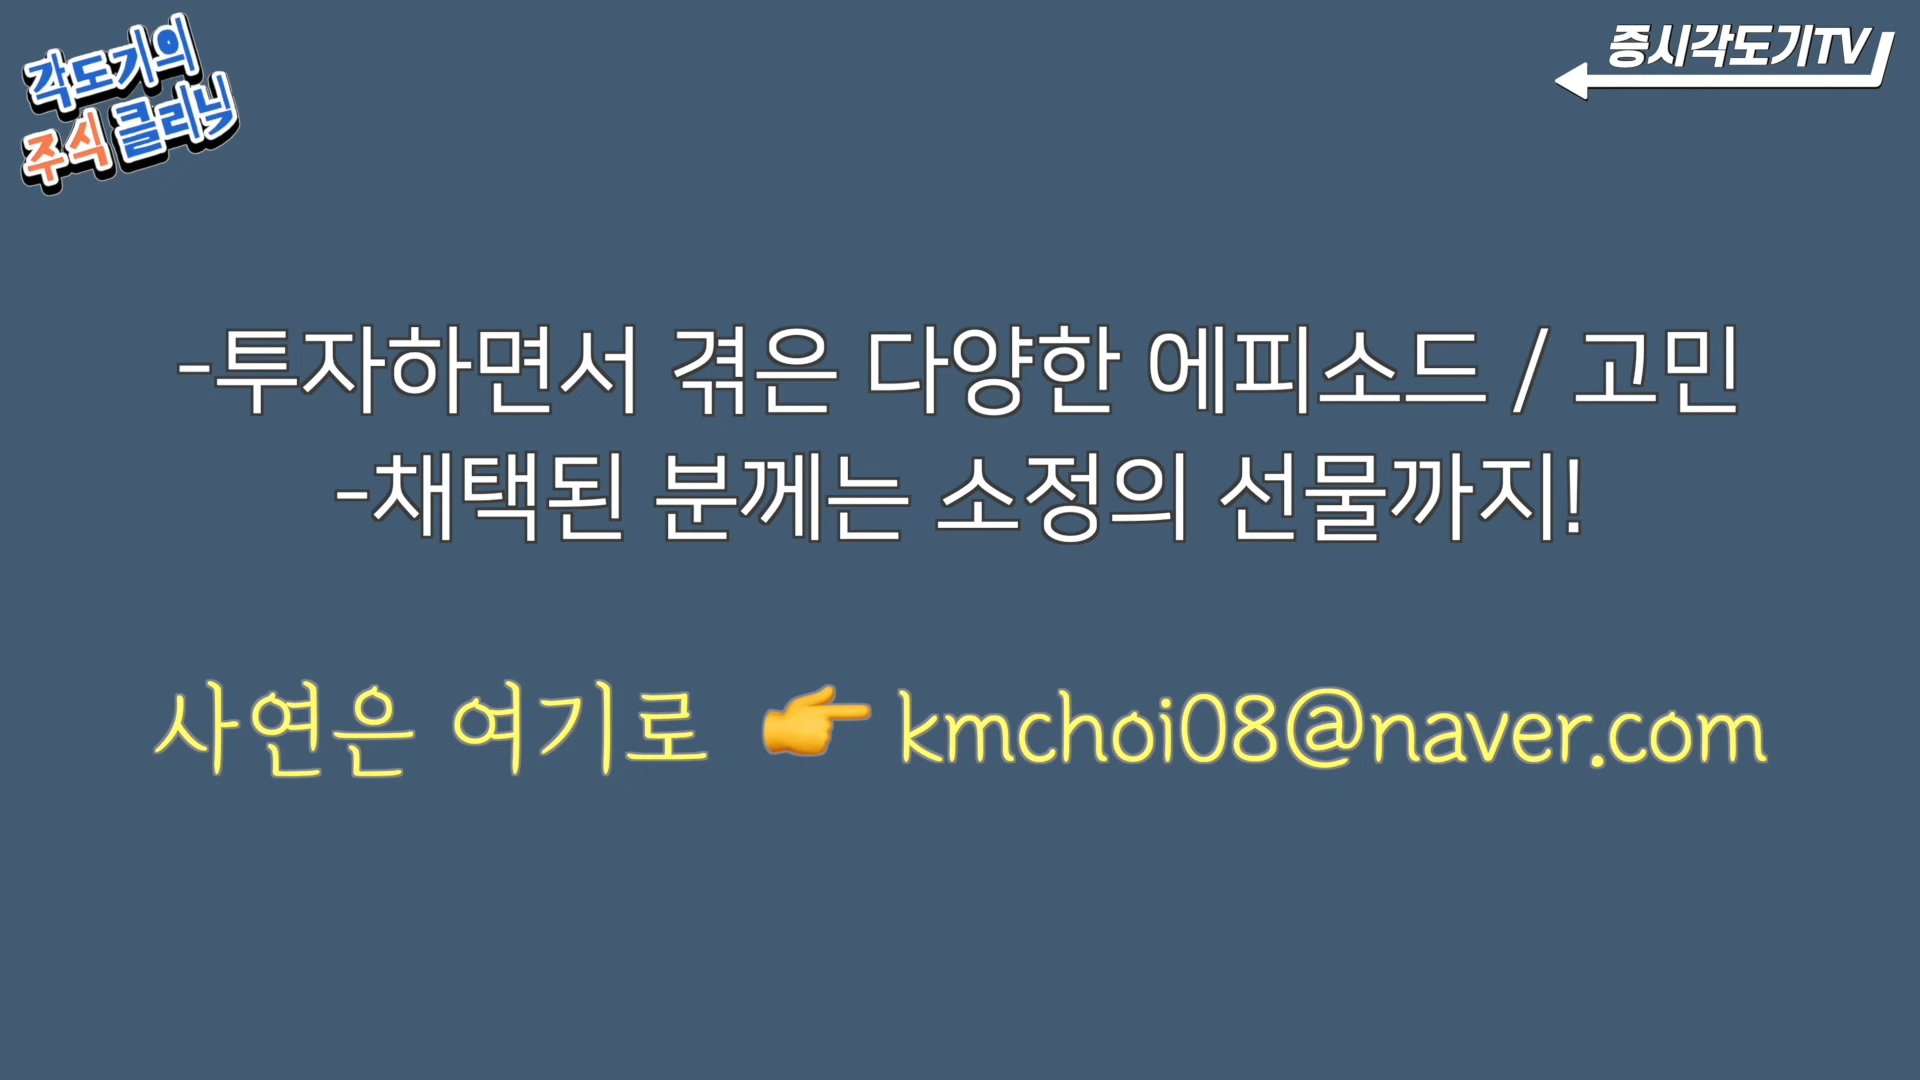 각도기의
주식 클리닉
증시각도기TV
-투자하면서 겪은 다양한 에피소드 / 고민
-채택된 분께는 소정의 선물까지!
사연은 여기로 👉 kmchoi08@naver.com